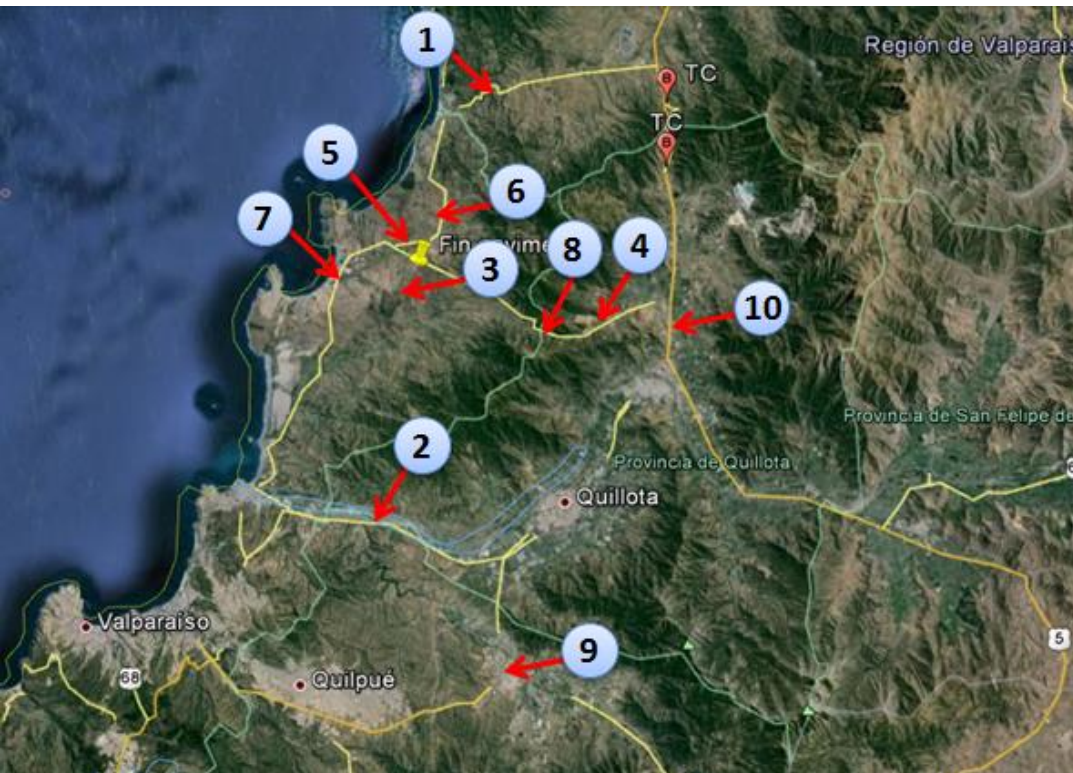 1
Región de Valparaís
TC
TC
5
6
7
Fin
3
8
4
10
Provincia de San Felipe de
2
Provincia de Quillota
Quillota
Valparaíso
9
5
68
Quilpué